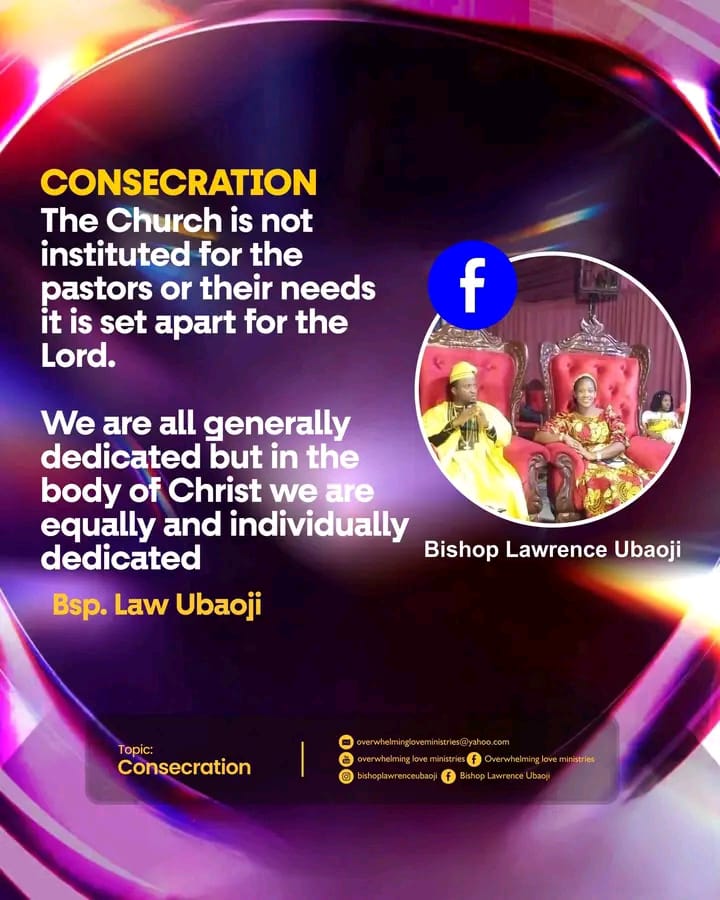 CONSECRATION
The Church is not
instituted for the
pastors or their needs
it is set apart for the
Lord.
We are all generally
dedicated but in the
body of Christ we are
equally and individually
dedicated
Bsp. Law Ubaoji
f
Bishop Lawrence Ubaoji
Topic:
Consecration
overwhelmingloveministries@yahoo.com
overwhelming love ministries f Overwhelming love ministries
bishoplawrenceubaoji f Bishop Lawrence Ubaoji